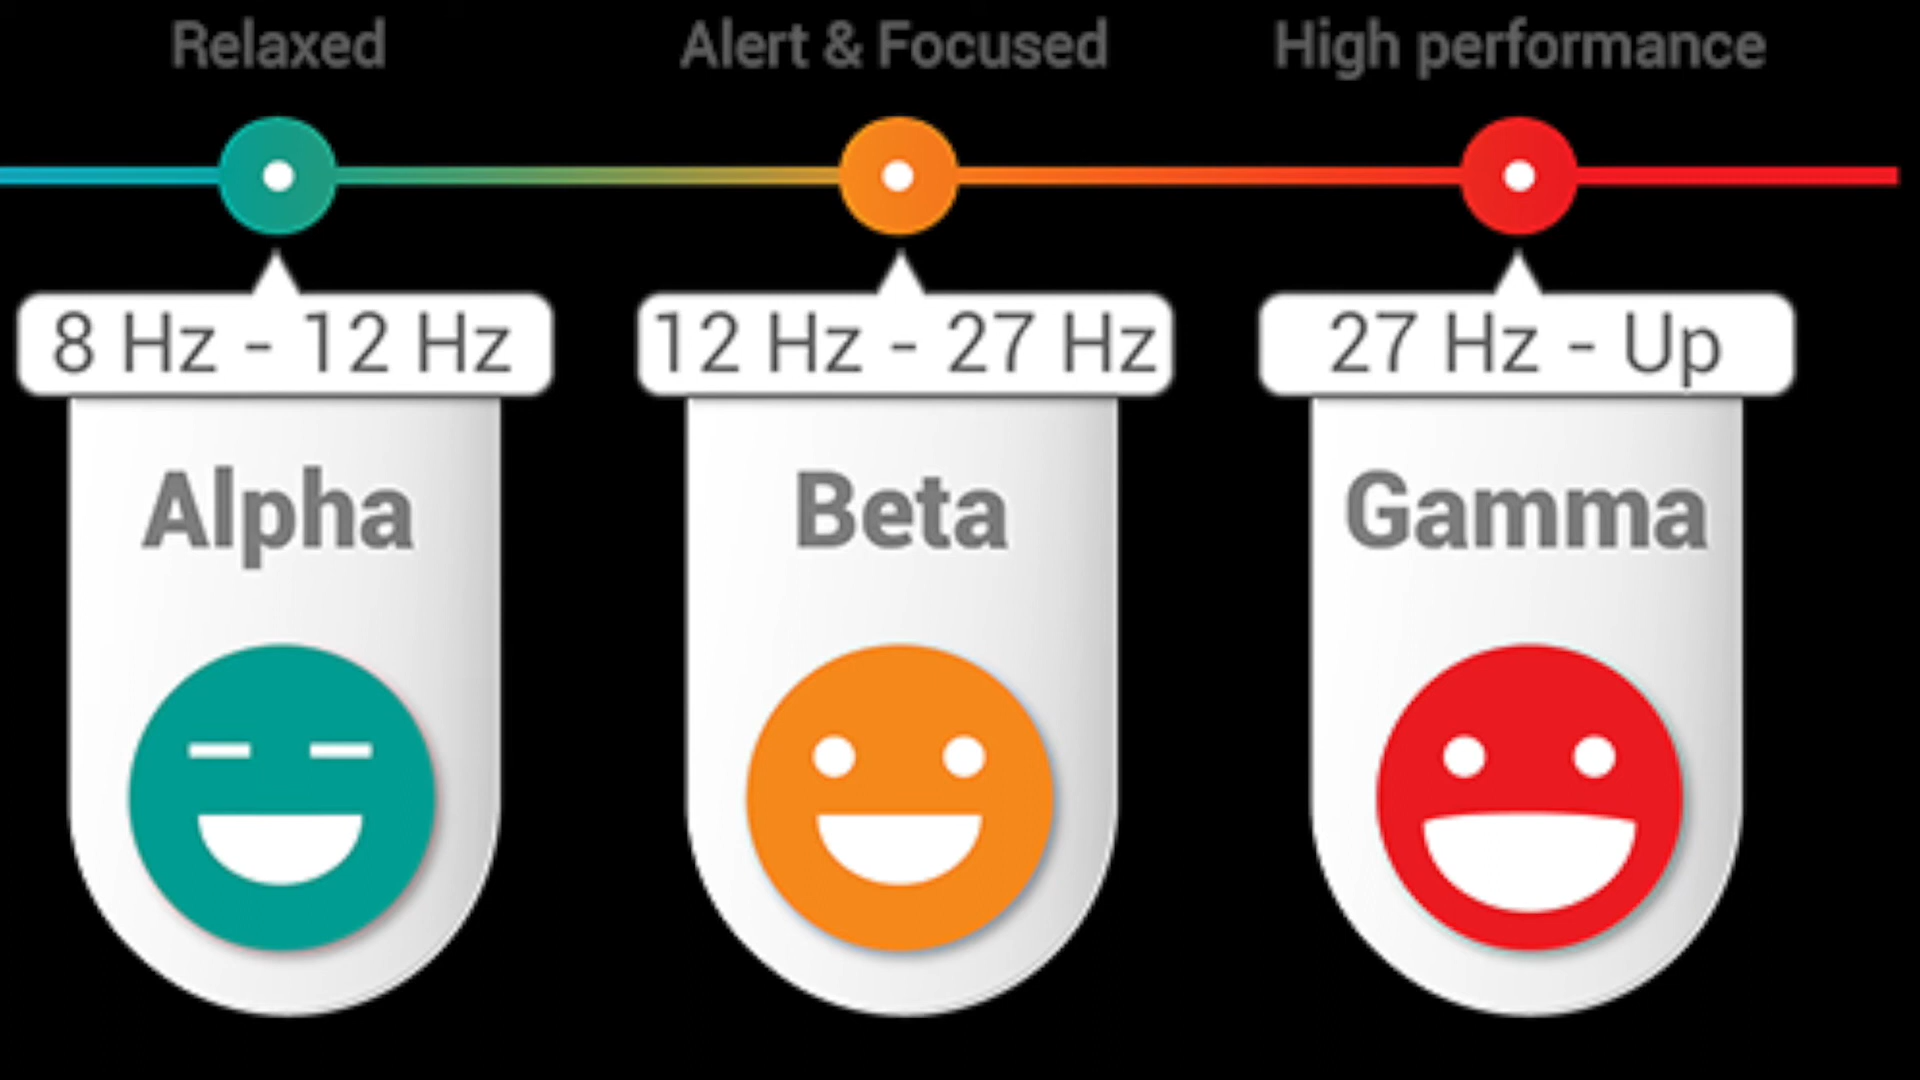 Relaxed
Alert & Focused
High performance
8 Hz - 12 Hz
12 Hz - 27 Hz
27 Hz - Up
Alpha
Beta
Gamma